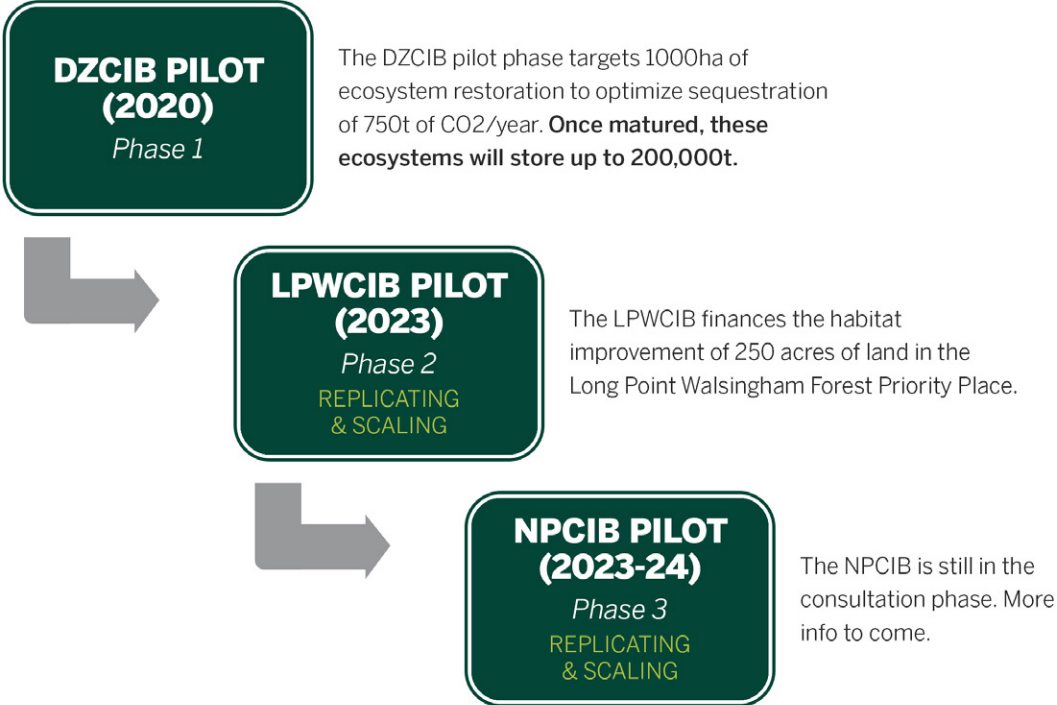 DZCIB PILOT
(2020)
Phase 1
The DZCIB pilot phase targets 1000ha of
ecosystem restoration to optimize sequestration
of 750t of CO2/year. Once matured, these
ecosystems will store up to 200,000t.
LPWCIB PILOT
(2023)
Phase 2
REPLICATING
& SCALING
The LPWCIB finances the habitat
improvement of 250 acres of land in the
Long Point Walsingham Forest Priority Place.
NPCIB PILOT
(2023-24)
Phase 3
REPLICATING
& SCALING
The NPCIB is still in the
consultation phase. More
info to come.